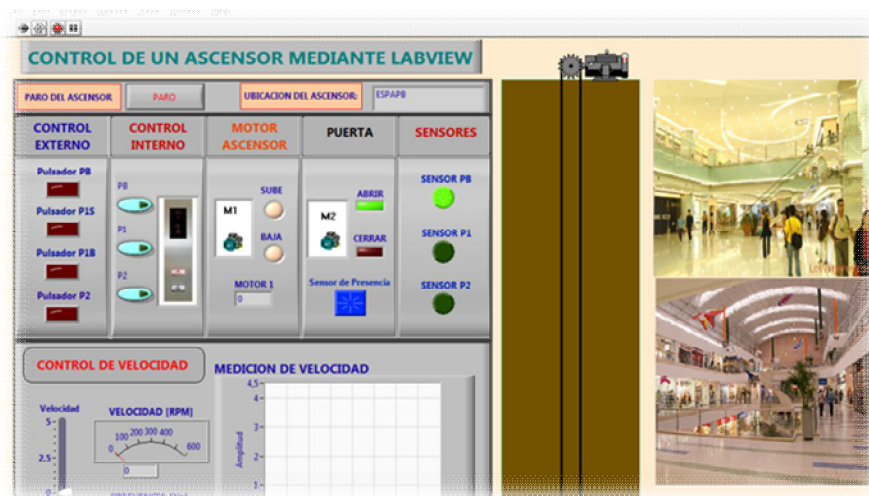 CONTROL DE UN ASCENSOR MEDIANTE LABVIEW
PARO DEL ASCENSOR
PARO
UBICACION DEL ASCENSOR:
ESPAPB
CONTROL EXTERNO
CONTROL INTERNO
MOTOR ASCENSOR
PUERTA
SENSORES
Pulsador PB
Pulsador P1S
Pulsador P1B
Pulsador P2
PB
P1
P2
M1
SUBE
BAJA
MOTOR 1
0
M2
ABRIR
CERRAR
Sensor de Presencia
SENSOR PB
SENSOR P1
SENSOR P2
CONTROL DE VELOCIDAD
Velocidad
5-
2.5-
0-
VELOCIDAD [RPM]
0 100 200 300 400 600
0
MEDICION DE VELOCIDAD
4,5-
4-
3-
2-
1-
Amplitud